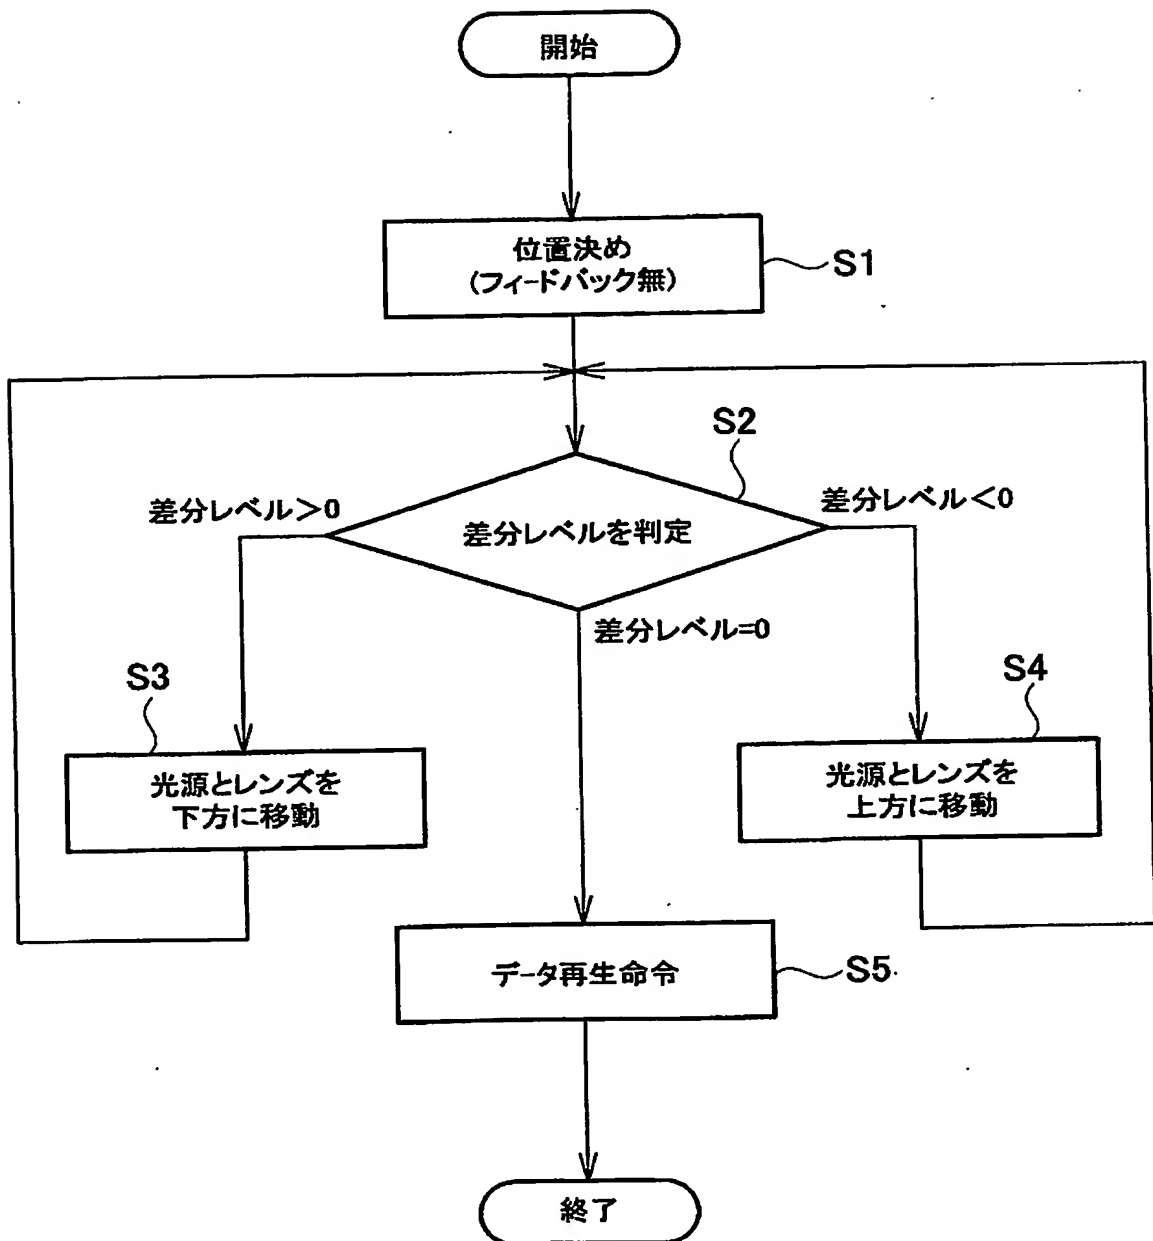 開始
位置決め
(フィードバック無)
S1
S2
差分レベル>0
差分レベル<0
差分レベルを判定
差分レベル=0
S3
S4
光源とレンズを
下方に移動
光源とレンズを
上方に移動
データ再生命令
S5
終了